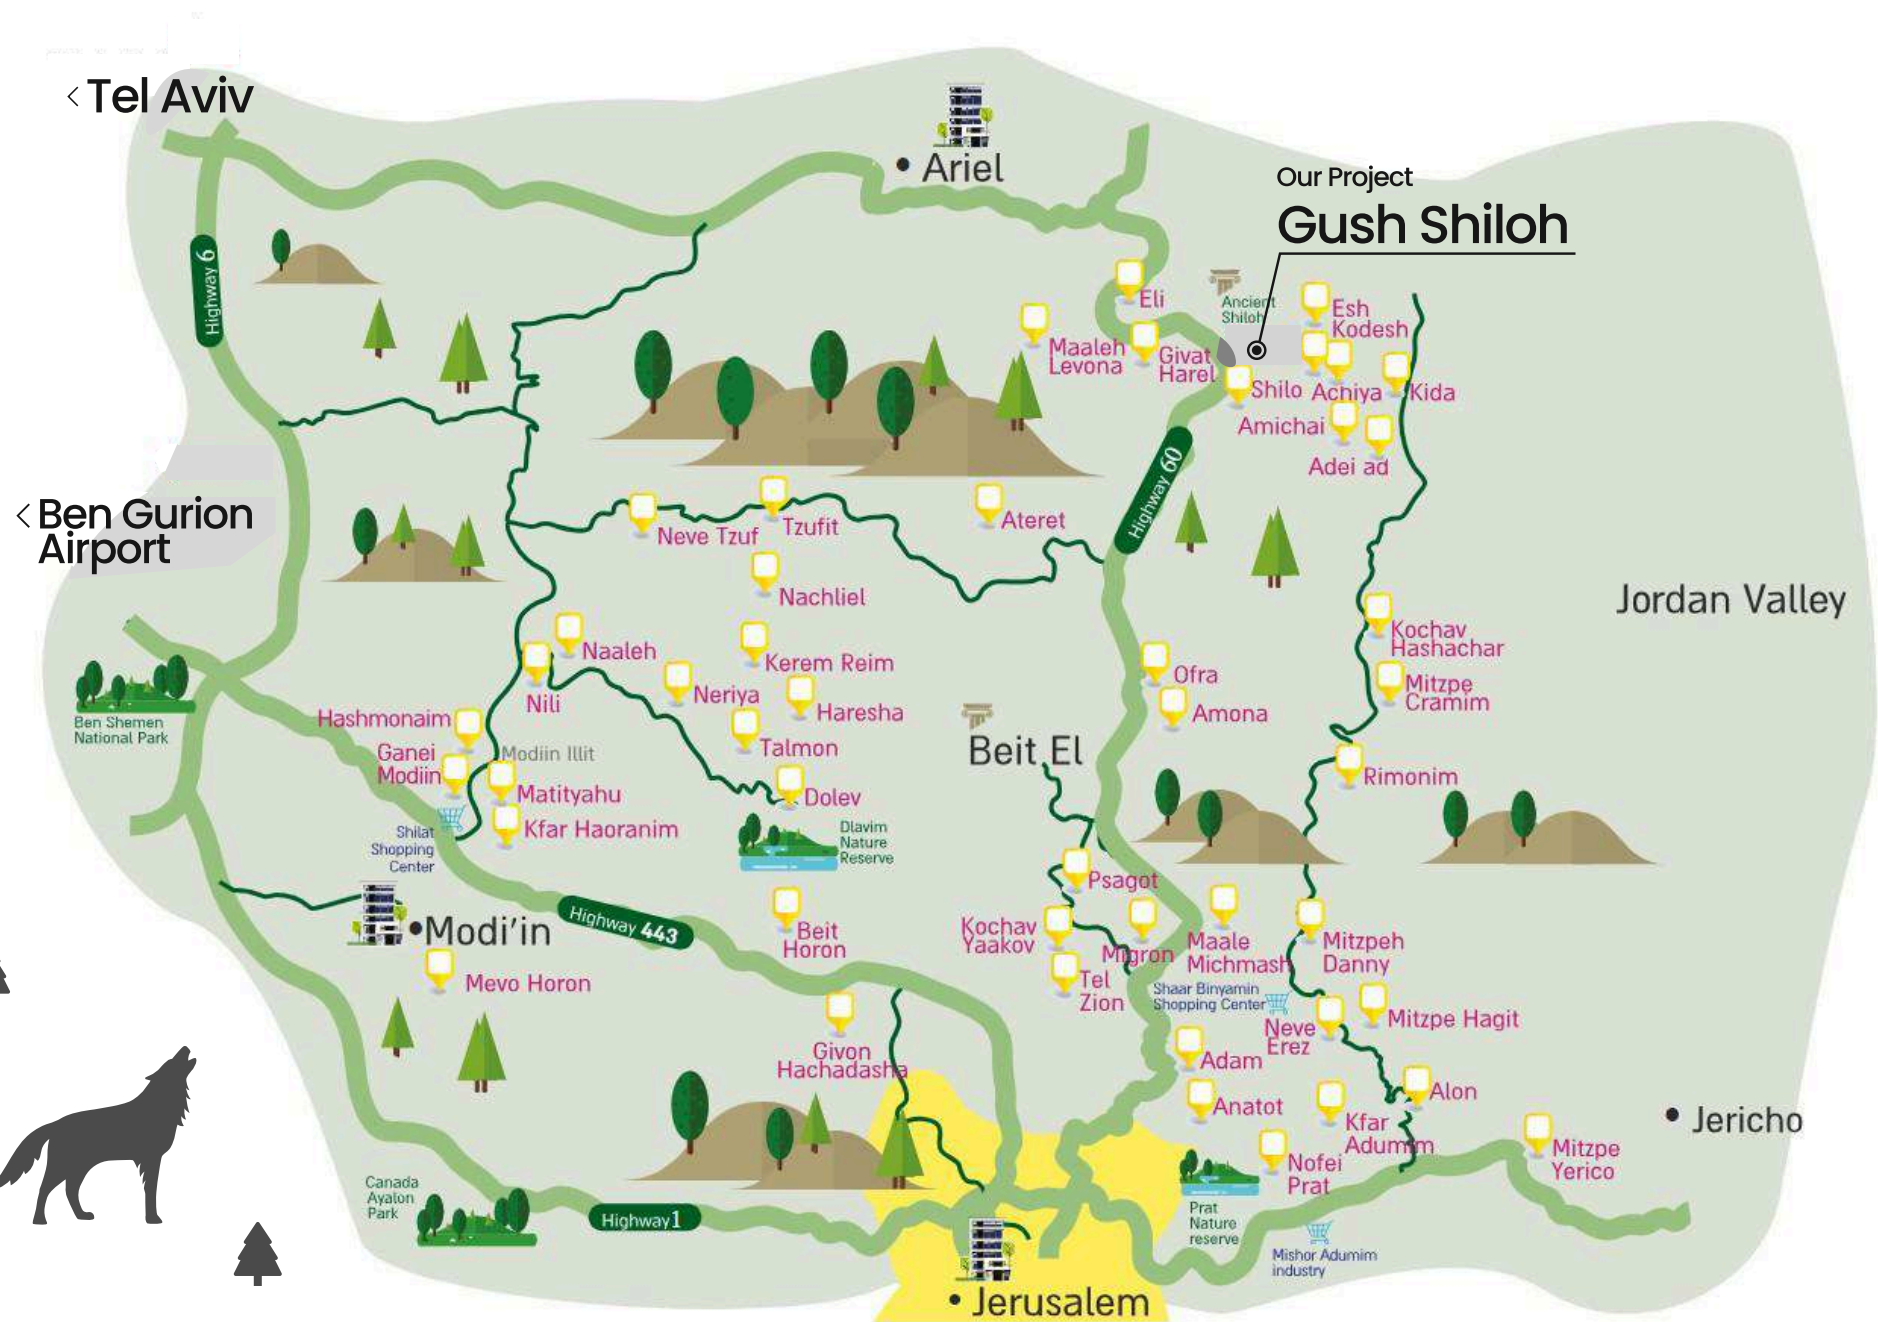 Tel Aviv
Ariel
Our Project
Gush Shiloh
Highway 6
Eli
Ancient
Shiloh
Esh
Kodesh
Maaleh
Levona
Givat
Harel
Shilo
Achiya
Kida
Amichai
Adei ad
Highway 60
Ben Gurion
Airport
Neve Tzuf
Tzufit
Ateret
Nachliel
Jordan Valley
Naaleh
Kerem Reim
Kochav
Hashachar
Nili
Neriya
Haresha
Ofra
Mitzpe
Cramim
Ben Shemen
National Park
Hashmonaim
Talmon
Amona
Ganei
Modiin
Modiin Illit
Beit El
Rimonim
Matityahu
Dolev
Shilat
Shopping
Center
Kfar Haoranim
Dlavim
Nature
Reserve
Psagot
Modi'in
Highway 443
Beit
Horon
Kochav
Yaakov
Migron
Maale
Michmash
Mitzpeh
Danny
Mevo Horon
Tel
Zion
Shaar Binyamin
Shopping Center
Neve
Erez
Mitzpe Hagit
Givon
Hachadasha
Adam
Anatot
Alon
Kfar
Adumim
Jericho
Nofei
Prat
Mitzpe
Yerico
Canada
Ayalon
Park
Highway1
Prat
Nature
reserve
Mishor Adumim
industry
Jerusalem